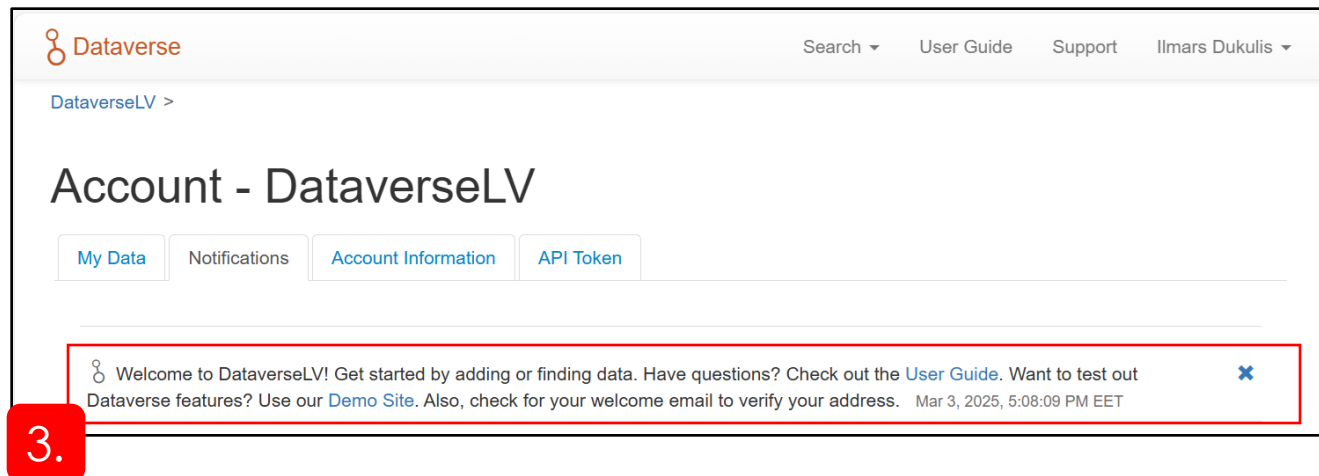 Dataverse Search User Guide Support Ilmars Dukulis
DataverseLV >
Account - DataverseLV
My Data Notifications Account Information API Token
Welcome to DataverseLV! Get started by adding or finding data. Have questions? Check out the User Guide. Want to test out
Dataverse features? Use our Demo Site. Also, check for your welcome email to verify your address. Mar 3, 2025, 5:08:09 PM EET
3.